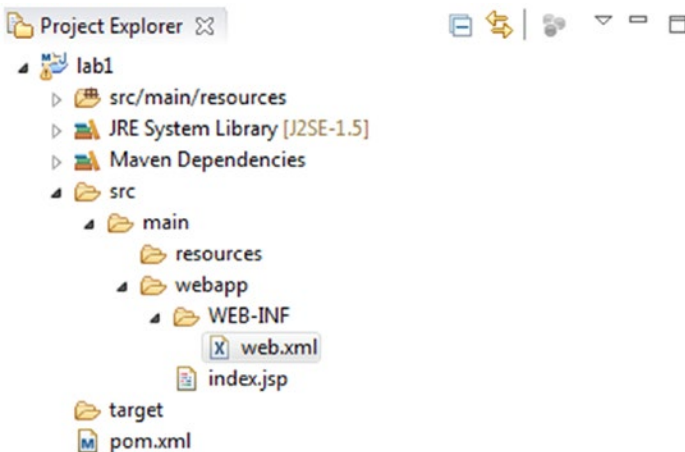 Project Explorer
lab1
src/main/resources
JRE System Library [J2SE-1.5]
Maven Dependencies
src
main
resources
webapp
WEB-INF
web.xml
index.jsp
target
pom.xml